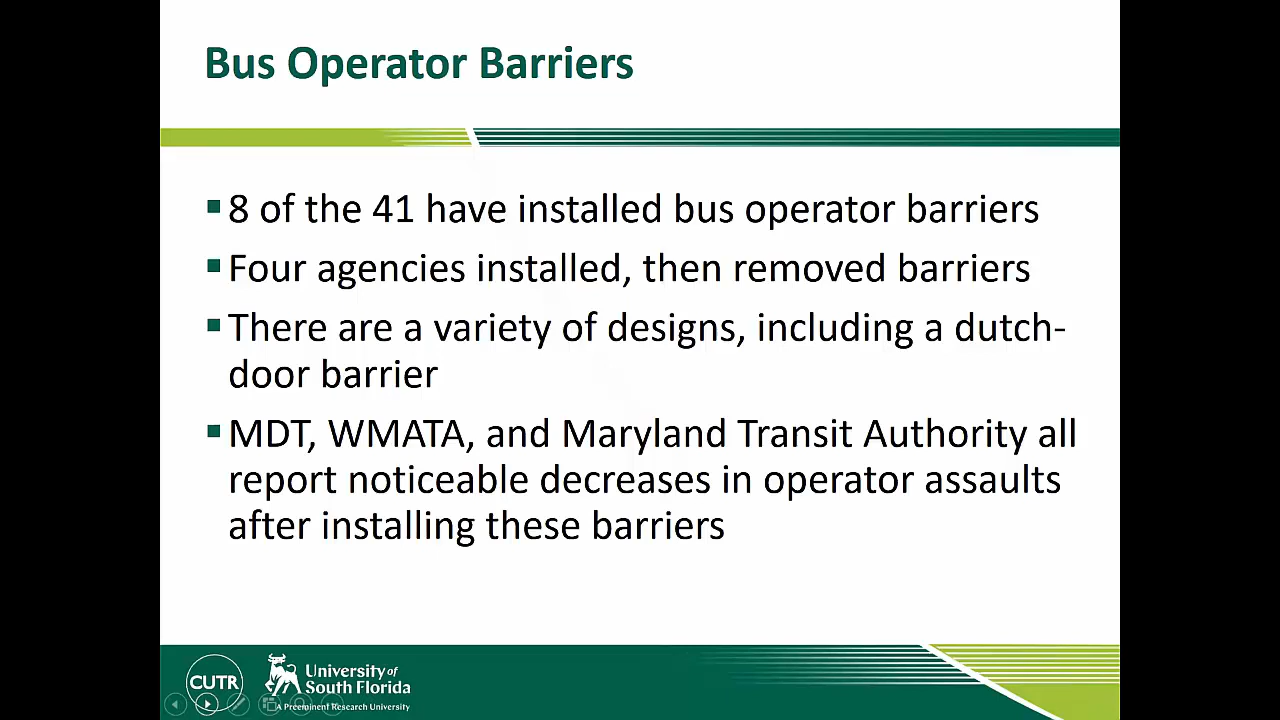 Bus Operator Barriers
8 of the 41 have installed bus operator barriers
Four agencies installed, then removed barriers
There are a variety of designs, including a dutch-
door barrier
MDT, WMATA, and Maryland Transit Authority all
report noticeable decreases in operator assaults
after installing these barriers
CUTR
University of
South Florida
A Preeminent Research University